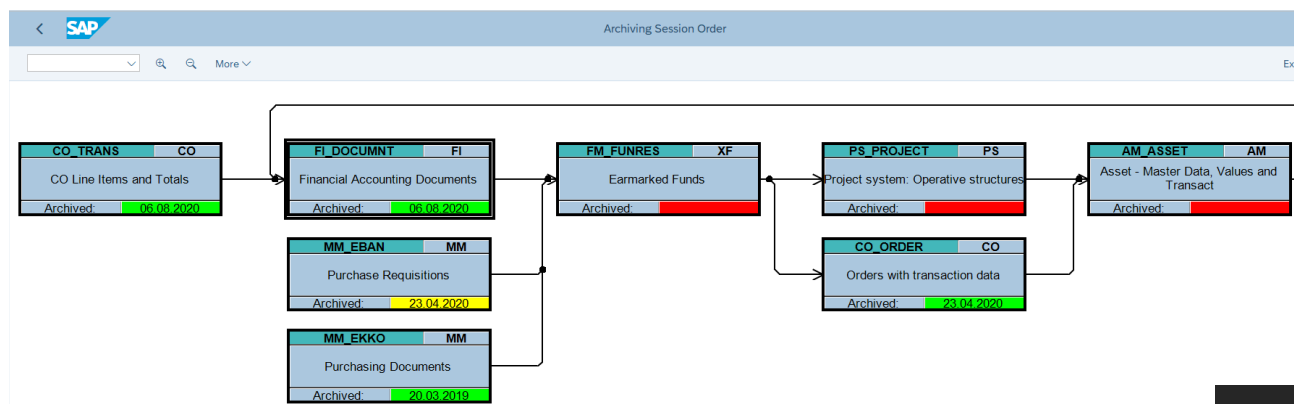 SAP
Archiving Session Order
More
Ex
CO_TRANS CO
CO Line Items and Totals
Archived: 06.08.2020
FI_DOCUMNT FI
Financial Accounting Documents
Archived: 06.08.2020
FM_FUNRES XF
Earmarked Funds
Archived:
PS_PROJECT PS
Project system: Operative structures
Archived:
AM_ASSET AM
Asset - Master Data, Values and
Transact
Archived:
MM_EBAN MM
Purchase Requisitions
Archived: 23.04.2020
CO_ORDER CO
Orders with transaction data
Archived: 23.04.2020
MM_EKKO MM
Purchasing Documents
Archived: 20.03.2019